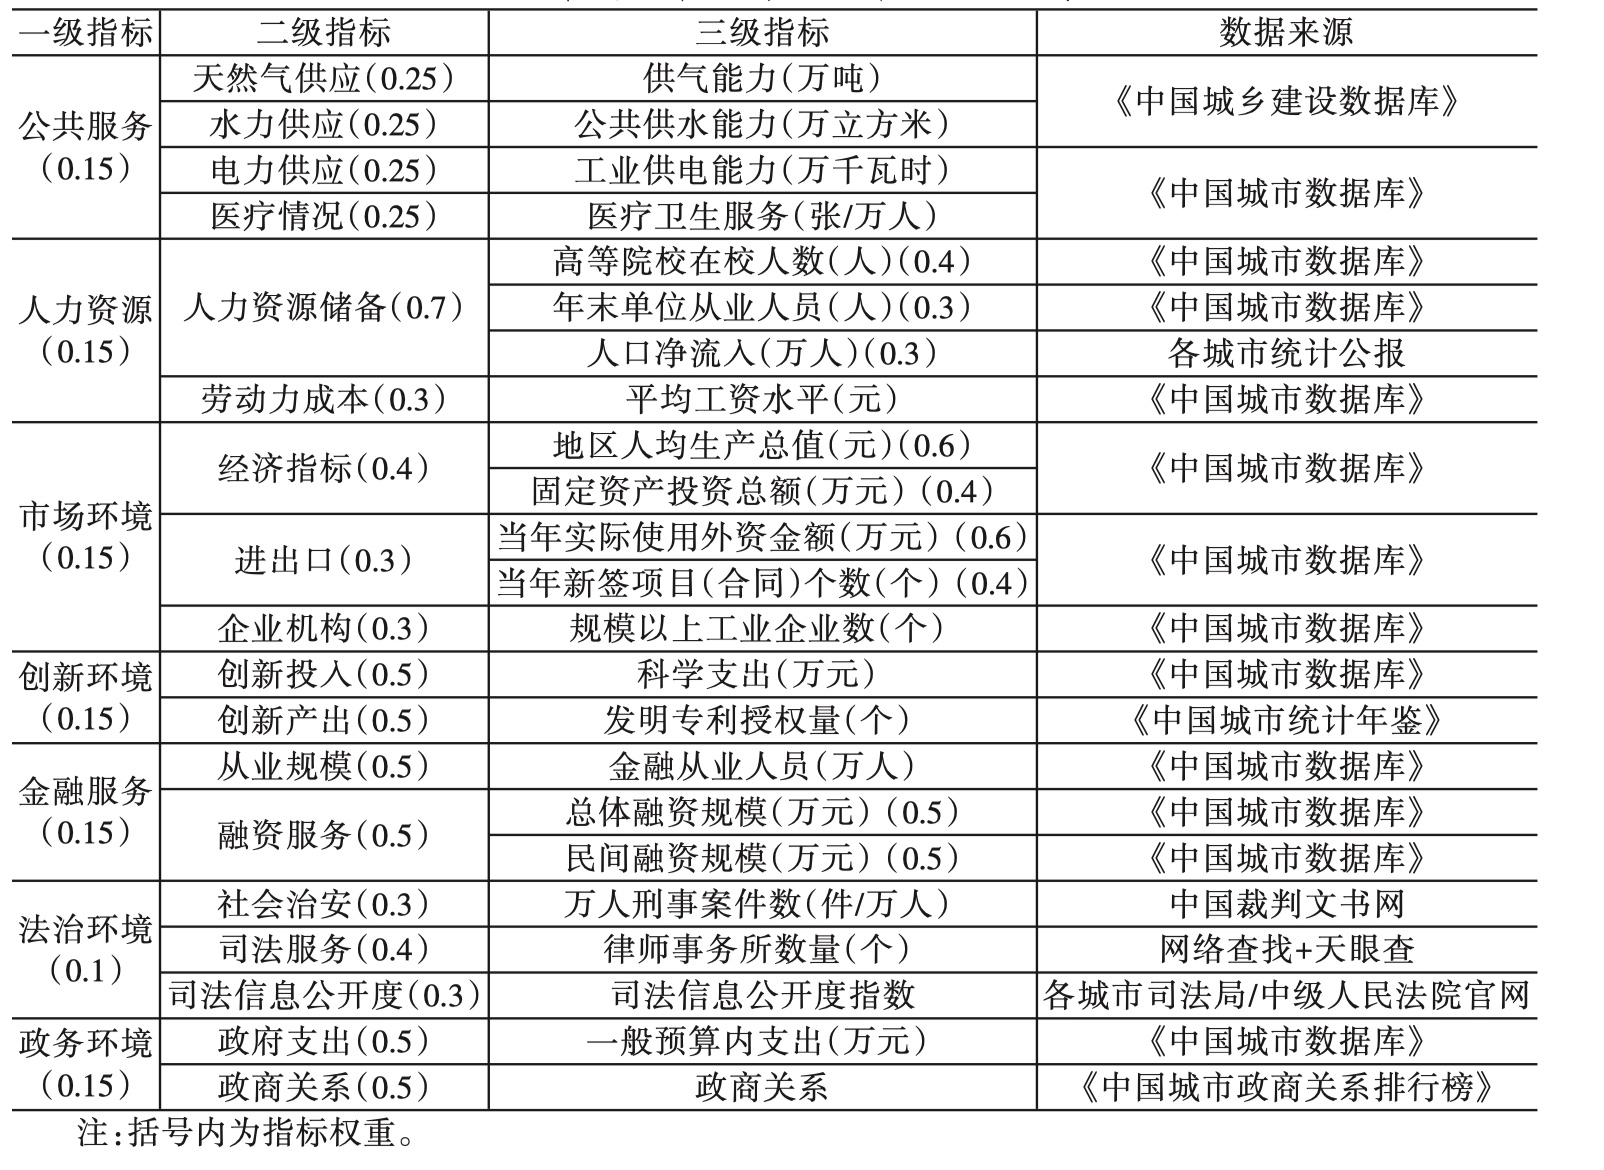 一级指标 二级指标 三级指标 数据来源
公共服务(0.15) 天然气供应(0.25) 供气能力(万吨) 《中国城乡建设数据库》
水力供应(0.25) 公共供水能力(万立方米)
电力供应(0.25) 工业供电能力(万千瓦时) 《中国城市数据库》
医疗情况(0.25) 医疗卫生服务(张/万人)
人力资源(0.15) 人力资源储备(0.7) 高等院校在校人数(人)(0.4) 《中国城市数据库》
年末单位从业人员(人)(0.3) 《中国城市数据库》
人口净流入(万人)(0.3) 各城市统计公报
劳动力成本(0.3) 平均工资水平(元) 《中国城市数据库》
市场环境(0.15) 经济指标(0.4) 地区人均生产总值(元)(0.6) 《中国城市数据库》
固定资产投资总额(万元)(0.4)
进出口(0.3) 当年实际使用外资金额(万元)(0.6) 《中国城市数据库》
当年新签项目(合同)个数(个)(0.4)
企业机构(0.3) 规模以上工业企业数(个) 《中国城市数据库》
创新环境(0.15) 创新投入(0.5) 科学支出(万元) 《中国城市数据库》
创新产出(0.5) 发明专利授权量(个) 《中国城市统计年鉴》
金融服务(0.15) 从业规模(0.5) 金融从业人员(万人) 《中国城市数据库》
融资服务(0.5) 总体融资规模(万元)(0.5) 《中国城市数据库》
民间融资规模(万元)(0.5) 《中国城市数据库》
法治环境(0.1) 社会治安(0.3) 万人刑事案件数(件/万人) 中国裁判文书网
司法服务(0.4) 律师事务所数量(个) 网络查找+天眼查
司法信息公开度(0.3) 司法信息公开度指数 各城市司法局/中级人民法院官网
政务环境(0.15) 政府支出(0.5) 一般预算内支出(万元) 《中国城市数据库》
政商关系(0.5) 政商关系 《中国城市政商关系排行榜》
注:括号内为指标权重。